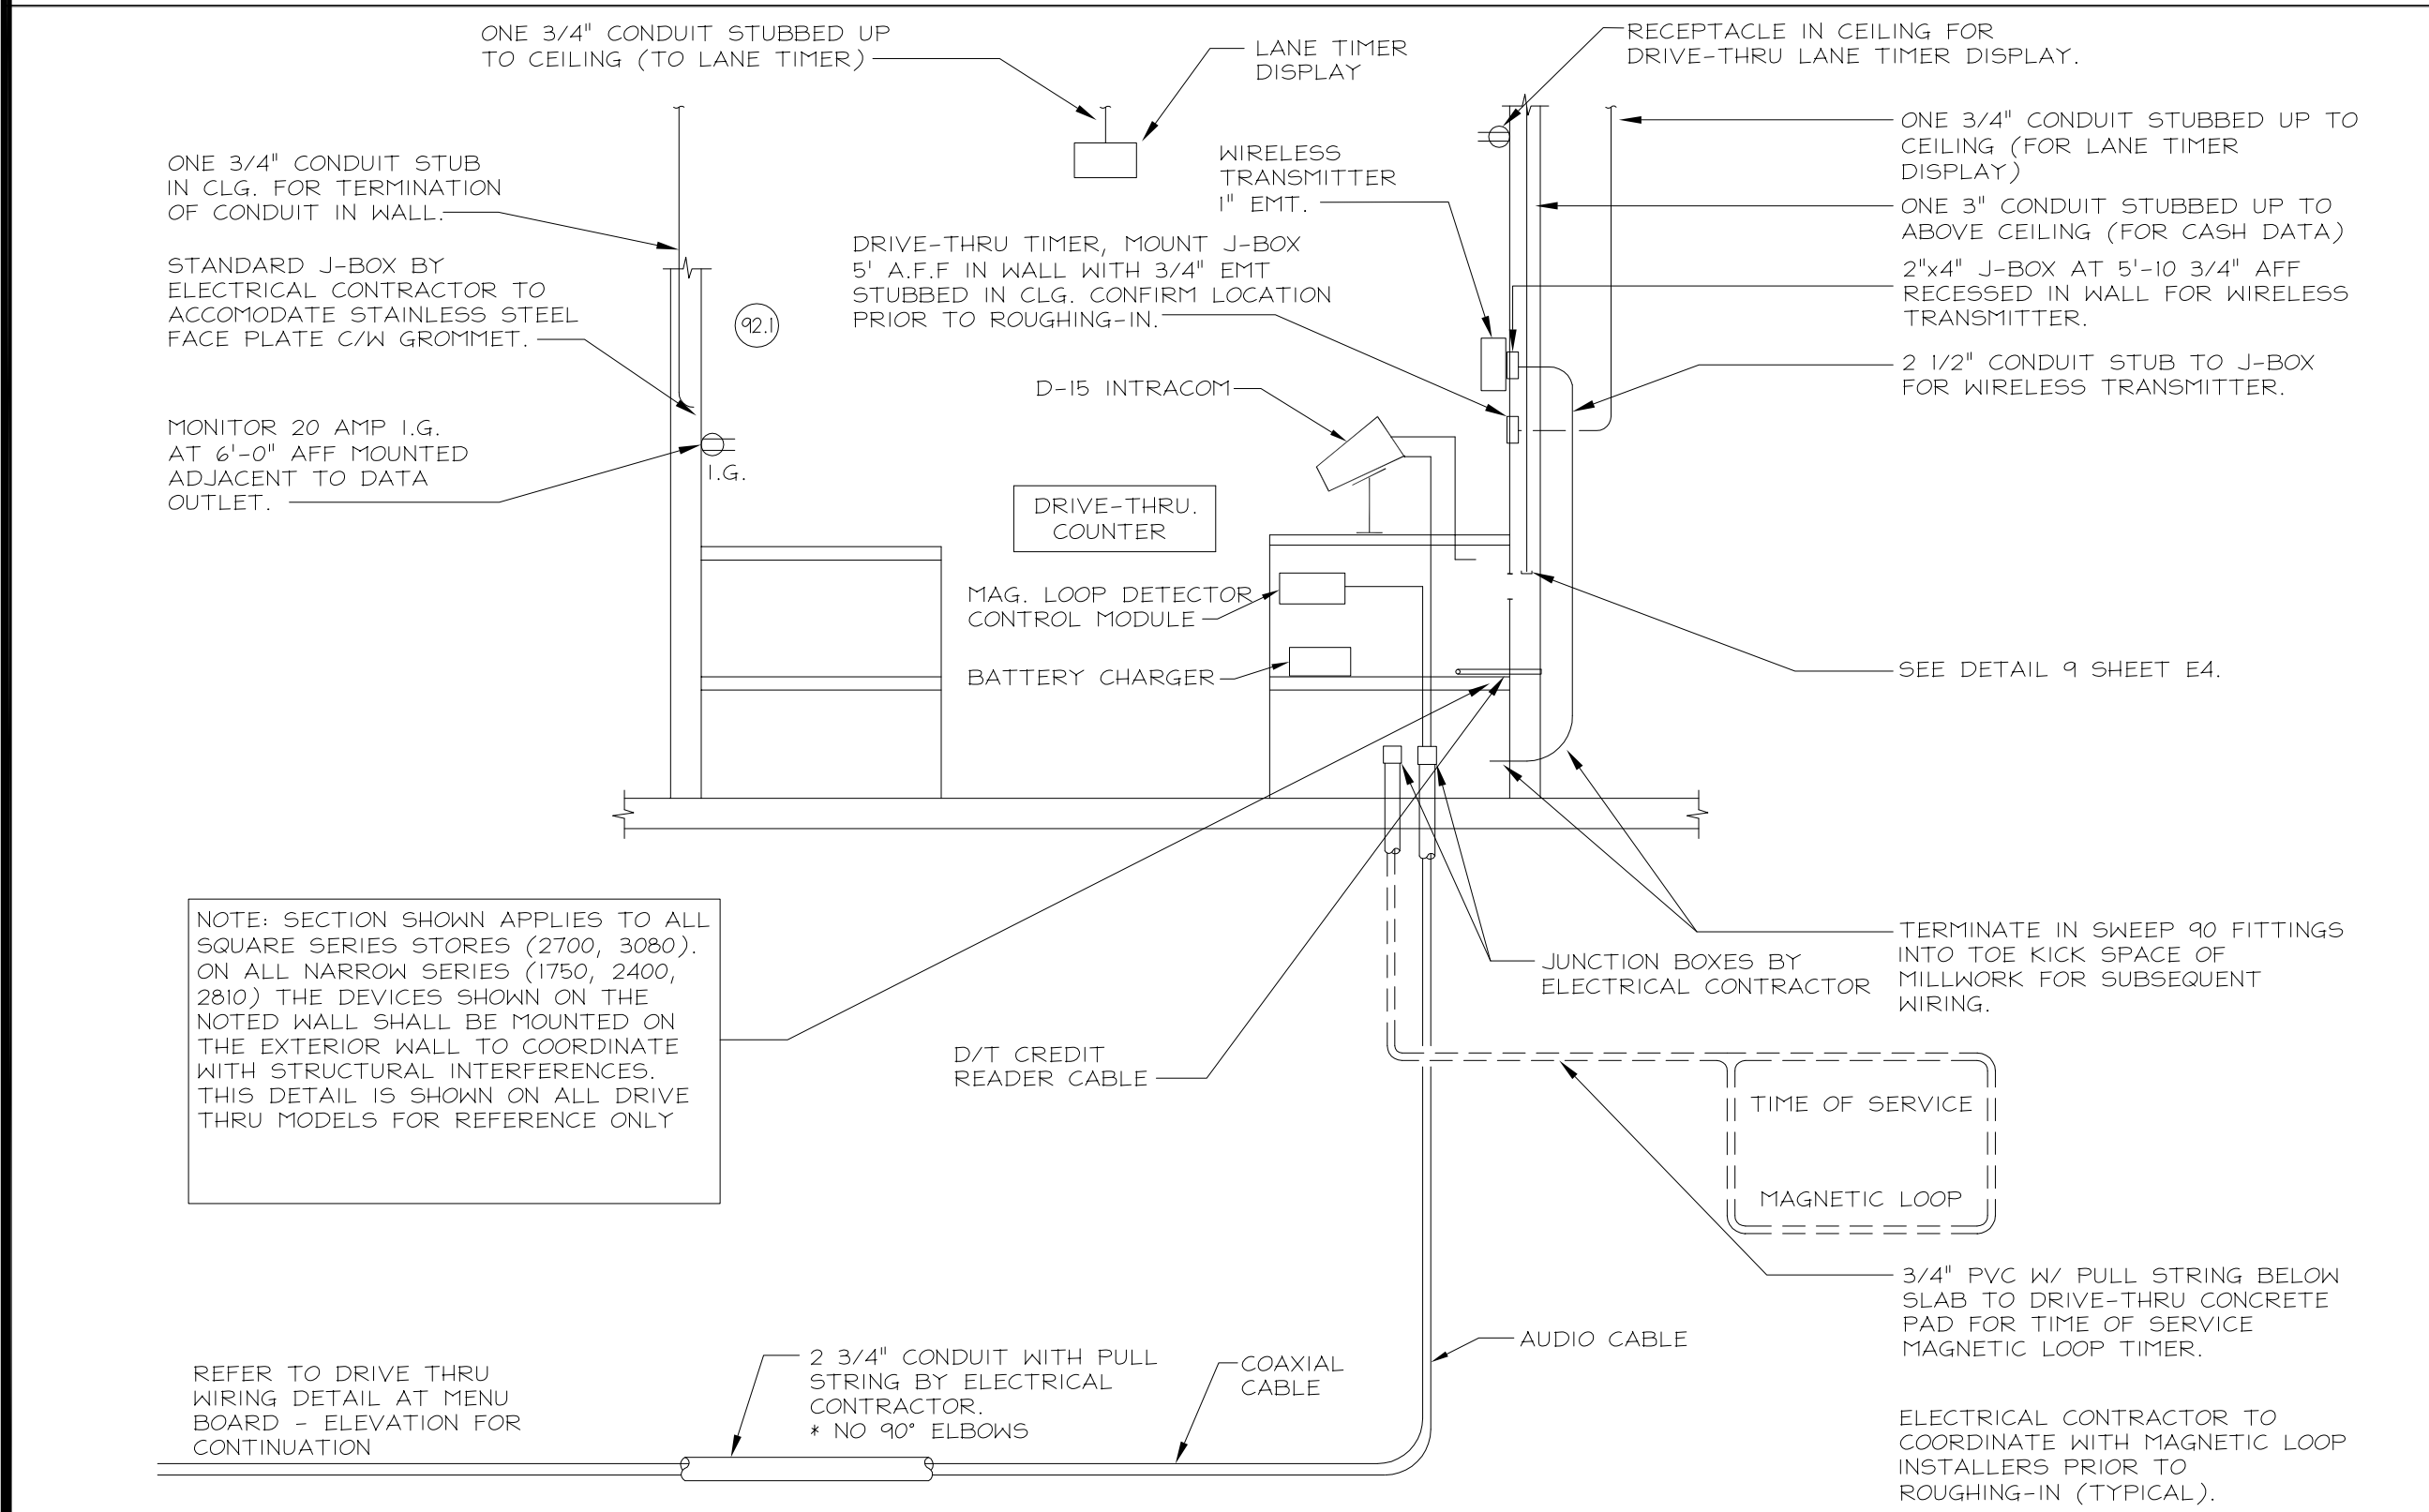 ONE 3/4" CONDUIT STUBBED UP
TO CEILING (TO LANE TIMER)
LANE TIMER
DISPLAY
RECEPTACLE IN CEILING FOR
DRIVE-THRU LANE TIMER DISPLAY.
ONE 3/4" CONDUIT STUB
IN CLG. FOR TERMINATION
OF CONDUIT IN WALL.
STANDARD J-BOX BY
ELECTRICAL CONTRACTOR TO
ACCOMODATE STAINLESS STEEL
FACE PLATE C/W GROMMET.
MONITOR 20 AMP I.G.
AT 6'-0" AFF MOUNTED
ADJACENT TO DATA
OUTLET.
92.1
I.G.
WIRELESS
TRANSMITTER
1" EMT.
DRIVE-THRU TIMER, MOUNT J-BOX
5' A.F.F IN WALL WITH 3/4" EMT
STUBBED IN CLG. CONFIRM LOCATION
PRIOR TO ROUGHING-IN.
D-15 INTRACOM
DRIVE-THRU.
COUNTER
MAG. LOOP DETECTOR
CONTROL MODULE
BATTERY CHARGER
ONE 3/4" CONDUIT STUBBED UP TO
CEILING (FOR LANE TIMER
DISPLAY)
ONE 3" CONDUIT STUBBED UP TO
ABOVE CEILING (FOR CASH DATA)
2"x4" J-BOX AT 5'-10 3/4" AFF
RECESSED IN WALL FOR WIRELESS
TRANSMITTER.
2 1/2" CONDUIT STUB TO J-BOX
FOR WIRELESS TRANSMITTER.
SEE DETAIL 9 SHEET E4.
NOTE: SECTION SHOWN APPLIES TO ALL
SQUARE SERIES STORES (2700, 3080).
ON ALL NARROW SERIES (1750, 2400,
2810) THE DEVICES SHOWN ON THE
NOTED WALL SHALL BE MOUNTED ON
THE EXTERIOR WALL TO COORDINATE
WITH STRUCTURAL INTERFERENCES.
THIS DETAIL IS SHOWN ON ALL DRIVE
THRU MODELS FOR REFERENCE ONLY
D/T CREDIT
READER CABLE
JUNCTION BOXES BY
ELECTRICAL CONTRACTOR
TERMINATE IN SWEEP 90 FITTINGS
INTO TOE KICK SPACE OF
MILLWORK FOR SUBSEQUENT
WIRING.
TIME OF SERVICE
MAGNETIC LOOP
3/4" PVC W/ PULL STRING BELOW
SLAB TO DRIVE-THRU CONCRETE
PAD FOR TIME OF SERVICE
MAGNETIC LOOP TIMER.
AUDIO CABLE
COAXIAL
CABLE
2 3/4" CONDUIT WITH PULL
STRING BY ELECTRICAL
CONTRACTOR.
* NO 90° ELBOWS
REFER TO DRIVE THRU
WIRING DETAIL AT MENU
BOARD - ELEVATION FOR
CONTINUATION
ELECTRICAL CONTRACTOR TO
COORDINATE WITH MAGNETIC LOOP
INSTALLERS PRIOR TO
ROUGHING-IN (TYPICAL).